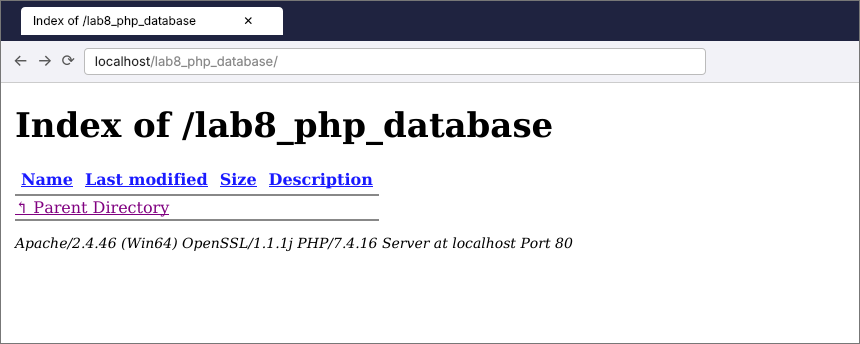 Index of /lab8_php_database ×
localhost/lab8_php_database/
Index of /lab8_php_database
Name Last modified Size Description
Parent Directory
Apache/2.4.46 (Win64) OpenSSL/1.1.1j PHP/7.4.16 Server at localhost Port 80